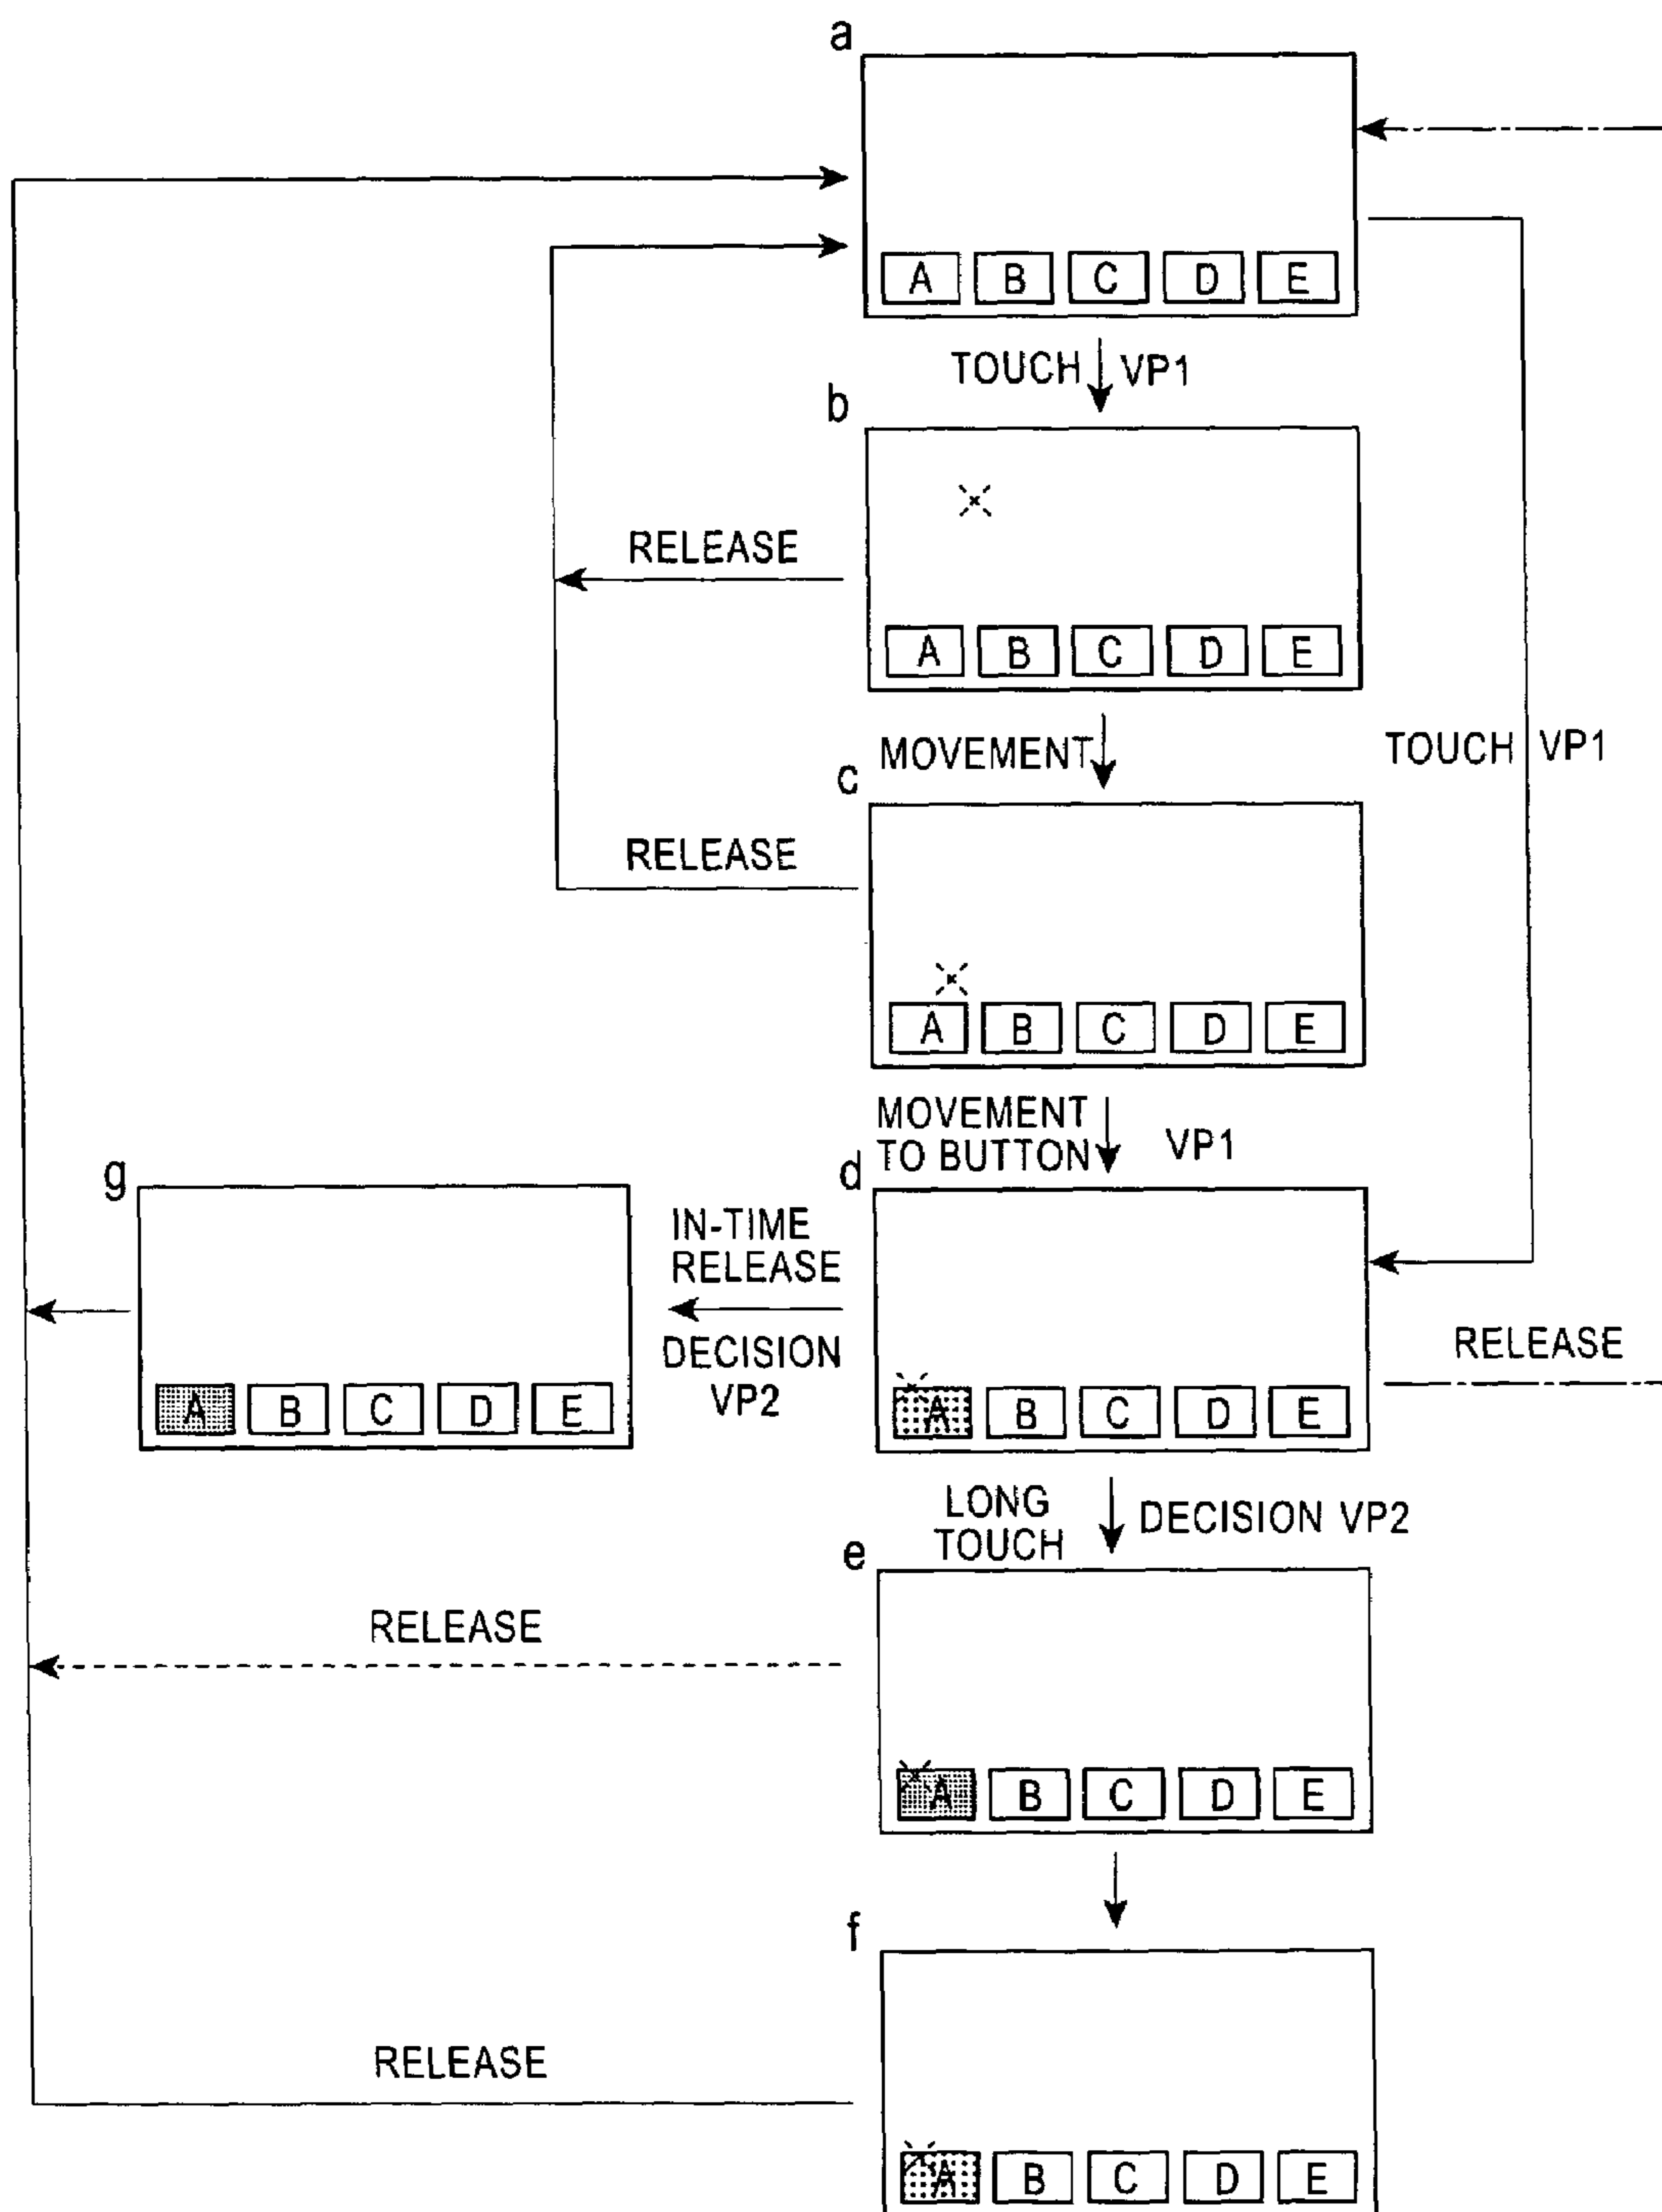 a
A B C D E
TOUCH VP1
b
RELEASE
A B C D E
MOVEMENT
TOUCH VP1
c
RELEASE
A B C D E
MOVEMENT
TO BUTTON
VP1
g
d
IN-TIME
RELEASE
DECISION
VP2
RELEASE
A B C D E
A B C D E
LONG
TOUCH
DECISION VP2
e
RELEASE
A B C D E
f
RELEASE
A B C D E